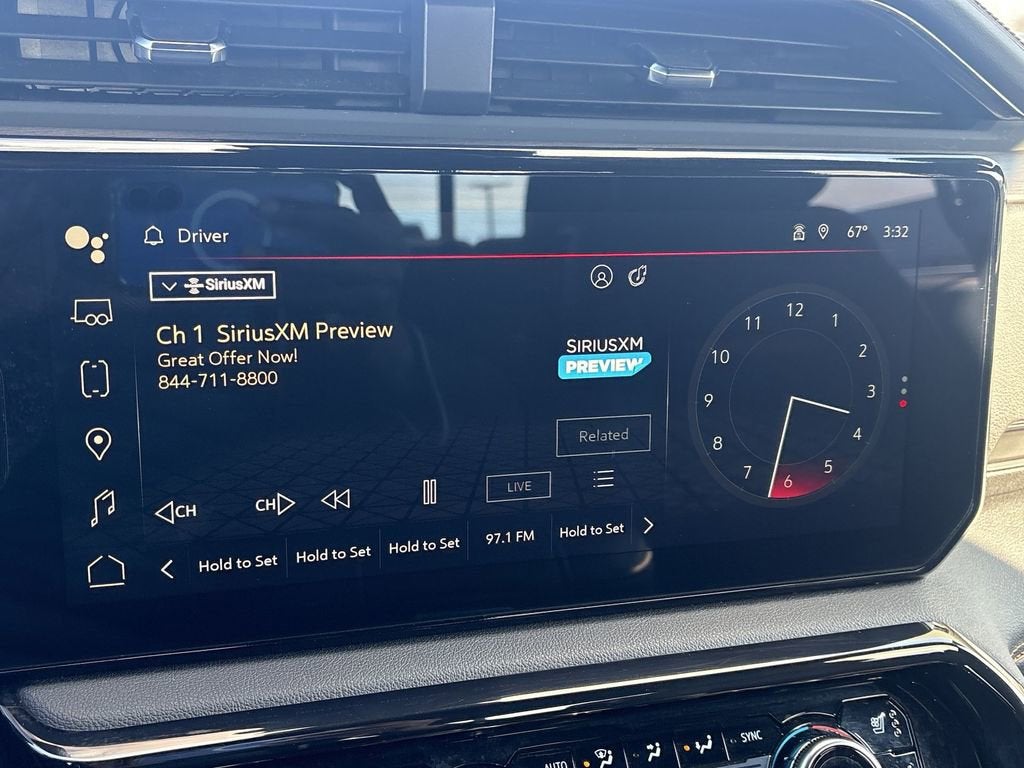 Driver
67° 3:32
SiriusXM
Ch 1 SiriusXM Preview
Great Offer Now!
844-711-8800
SIRIUSXM
PREVIEW
Related
CH
CH
LIVE
Hold to Set
Hold to Set
Hold to Set
97.1 FM
Hold to Set
12
1
2
3
4
5
6
7
8
9
10
11
AUTO
SYNC